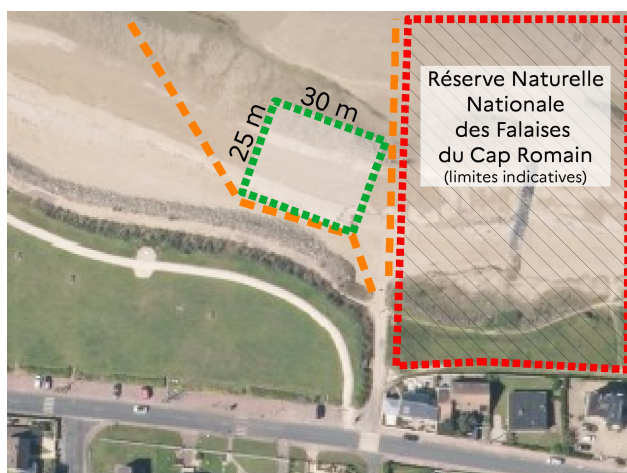 30 m
25 m
Réserve Naturelle
Nationale
des Falaises
du Cap Romain
(limites indicatives)